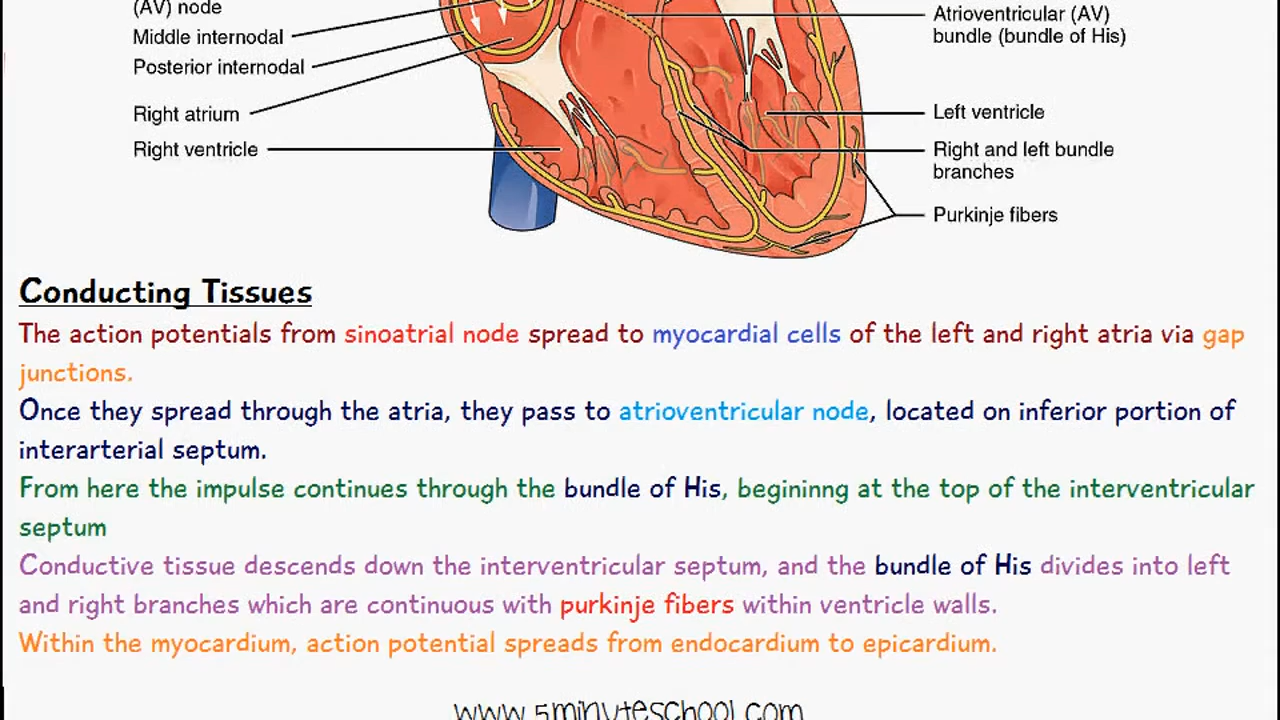 (AV) node
Middle internodal
Posterior internodal
Right atrium
Right ventricle
Atrioventricular (AV)
bundle (bundle of His)
Left ventricle
Right and left bundle
branches
Purkinje fibers
Conducting Tissues
The action potentials from sinoatrial node spread to myocardial cells of the left and right atria via gap
junctions.
Once they spread through the atria, they pass to atrioventricular node, located on inferior portion of
interarterial septum.
From here the impulse continues through the bundle of His, begininng at the top of the interventricular
septum
Conductive tissue descends down the interventricular septum, and the bundle of His divides into left
and right branches which are continuous with purkinje fibers within ventricle walls.
Within the myocardium, action potential spreads from endocardium to epicardium.
www.5minuteschool.com